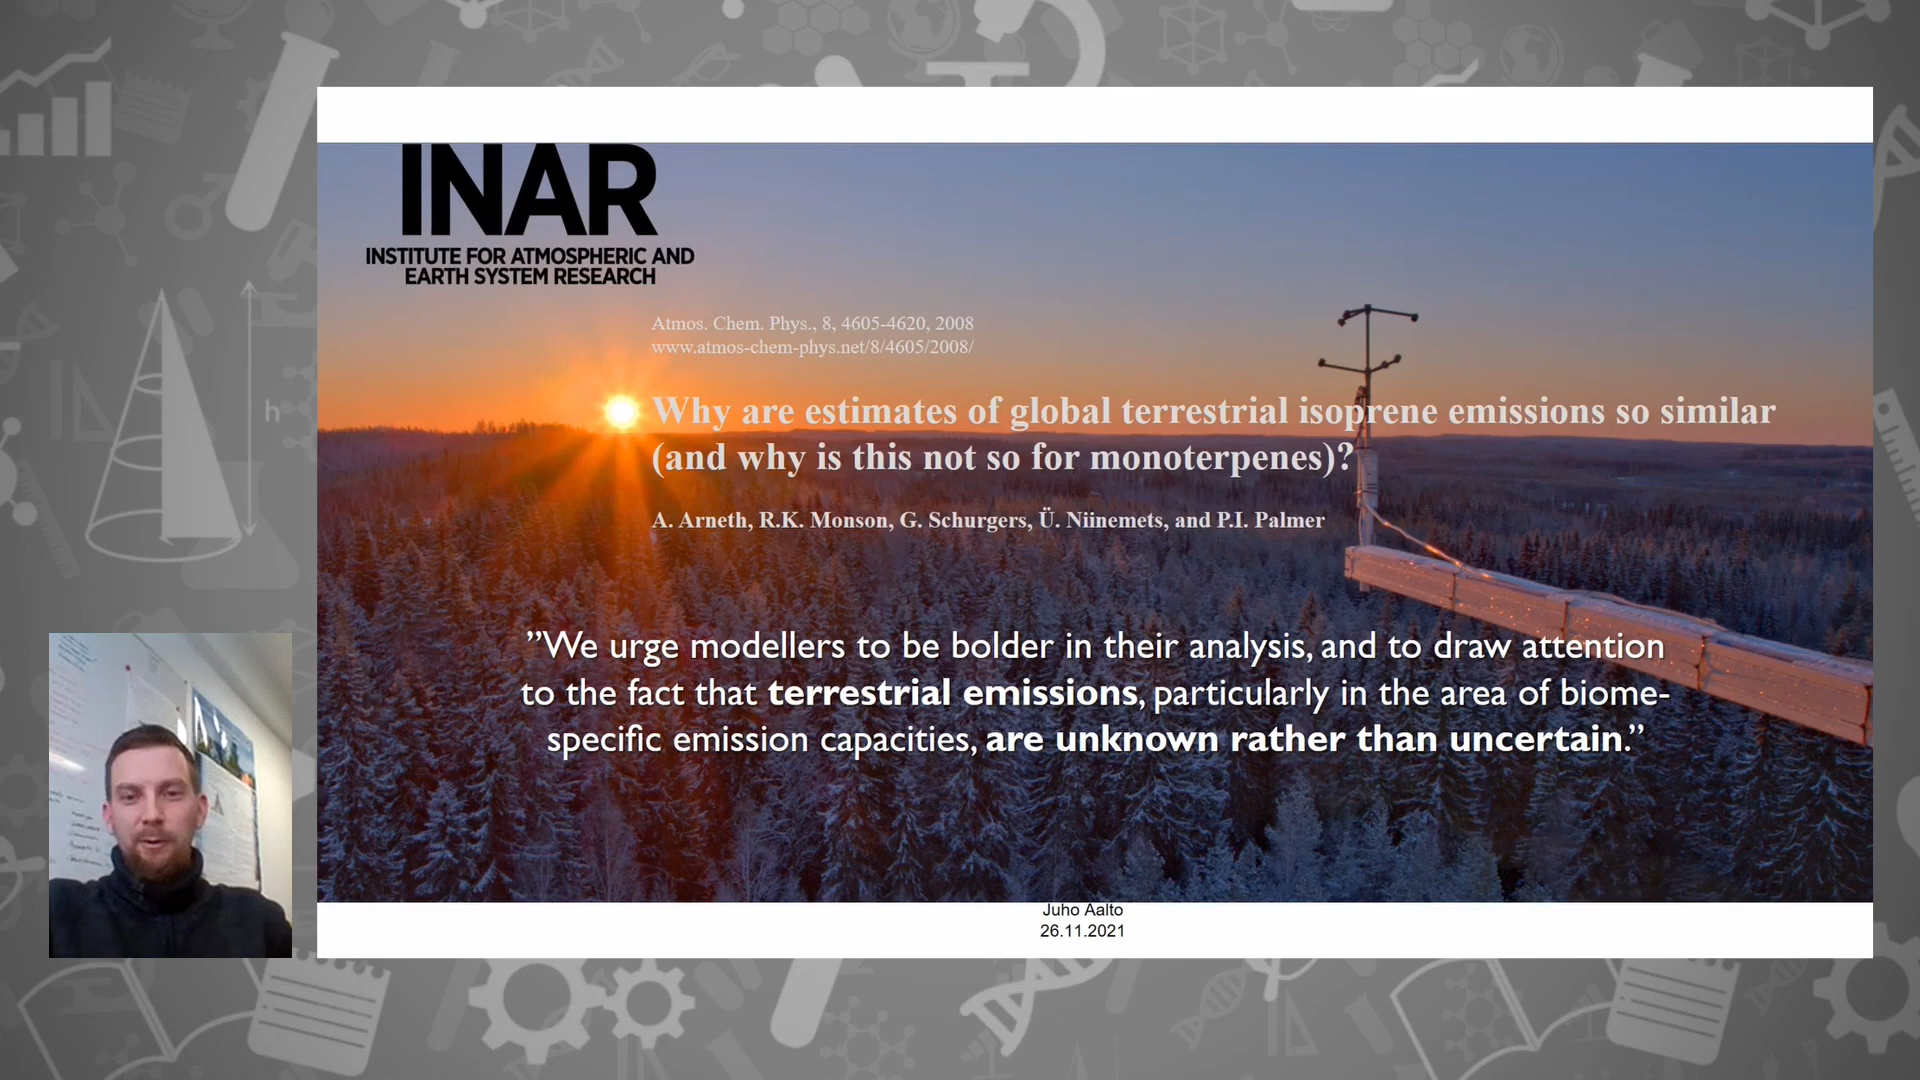 INAR
INSTITUTE FOR ATMOSPHERIC AND
EARTH SYSTEM RESEARCH
Atmos. Chem. Phys., 8, 4605-4620, 2008
www.atmos-chem-phys.net/8/4605/2008/
Why are estimates of global terrestrial isoprene emissions so similar
(and why is this not so for monoterpenes)?
A. Arneth, R.K. Monson, G. Schurgers, Ü. Niinemets, and P.I. Palmer
”We urge modellers to be bolder in their analysis, and to draw attention
to the fact that terrestrial emissions, particularly in the area of biome-
specific emission capacities, are unknown rather than uncertain.”
Juho Aalto
26.11.2021
h